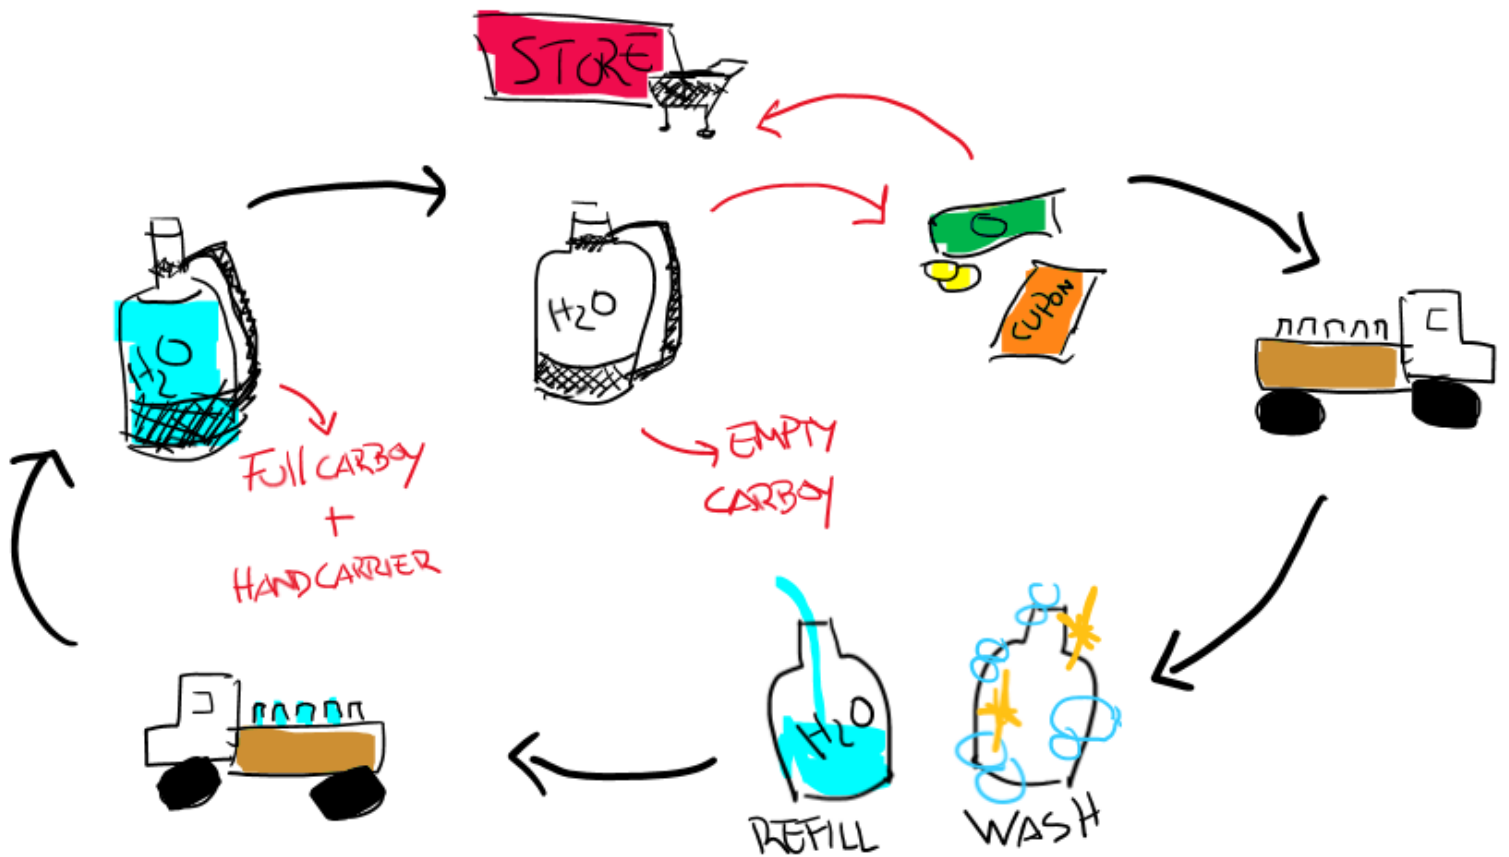 STORE
H2O
H2O
O
CUPON
Full CARBOY
+
HANDCARRIER
EMPTY
CARBOY
H2O
REFILL
WASH